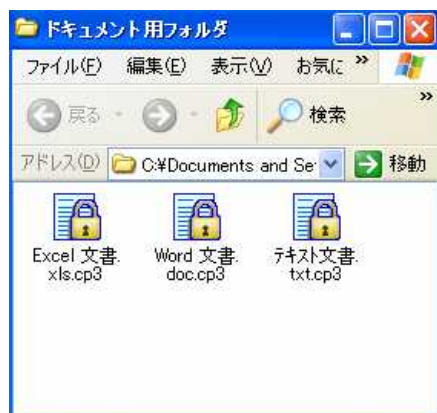 ドキュメント用フォルダ
ファイル(F) 編集(E) 表示(V) お気に »
戻る 検索 »
アドレス(D) C:¥Documents and Se 移動
Excel 文書.
xls.cp3
Word 文書.
doc.cp3
テキスト文書.
txt.cp3